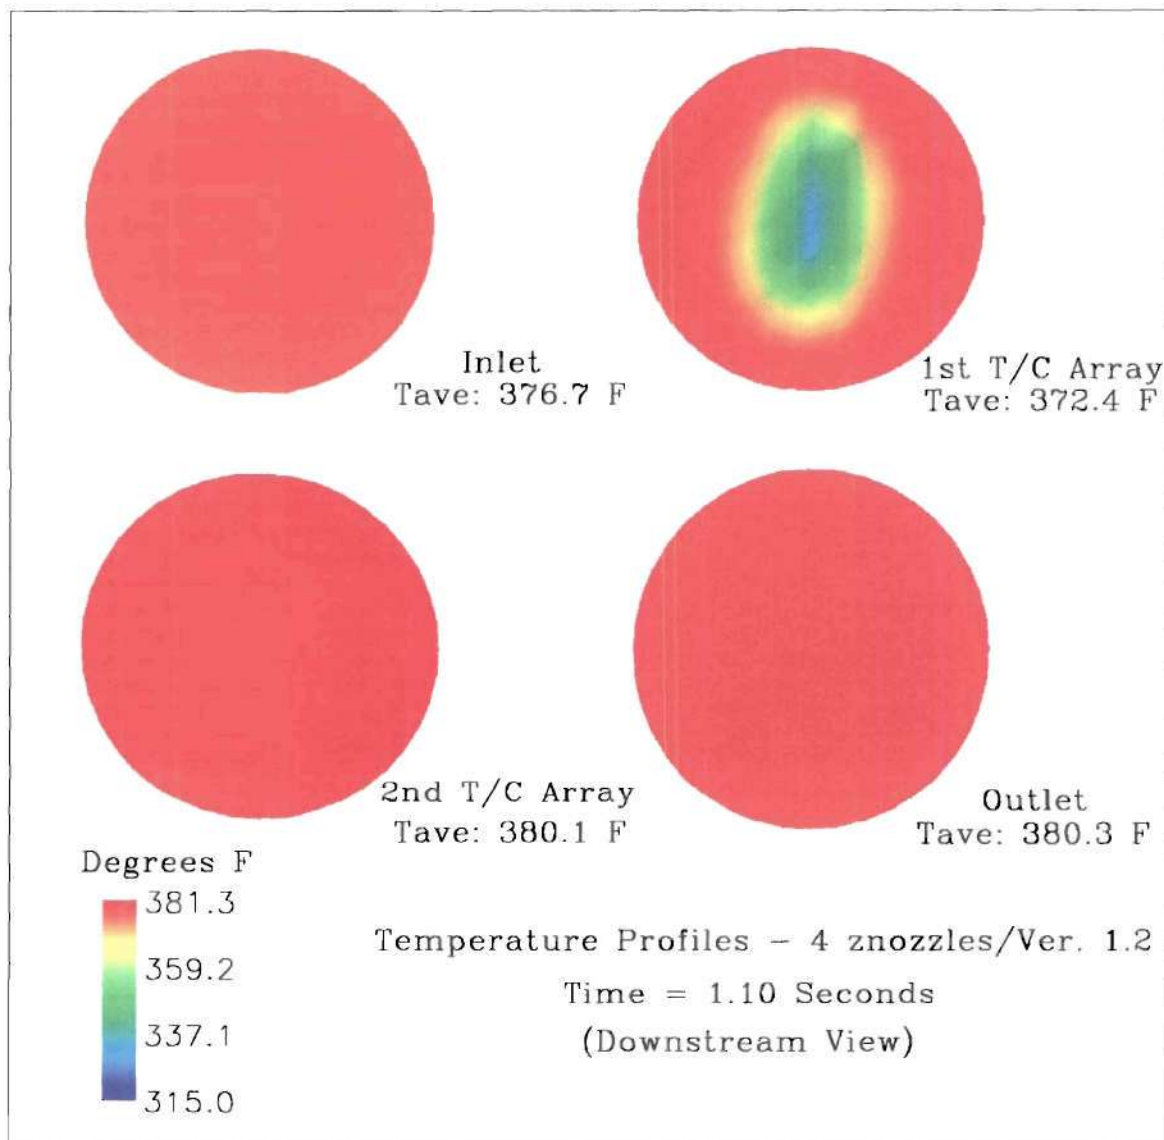 Inlet
Tave: 376.7 F
1st T/C Array
Tave: 372.4 F
2nd T/C Array
Tave: 380.1 F
Outlet
Tave: 380.3 F
Degrees F
381.3
359.2
337.1
315.0
Temperature Profiles - 4 znozzles/Ver. 1.2
Time = 1.10 Seconds
(Downstream View)